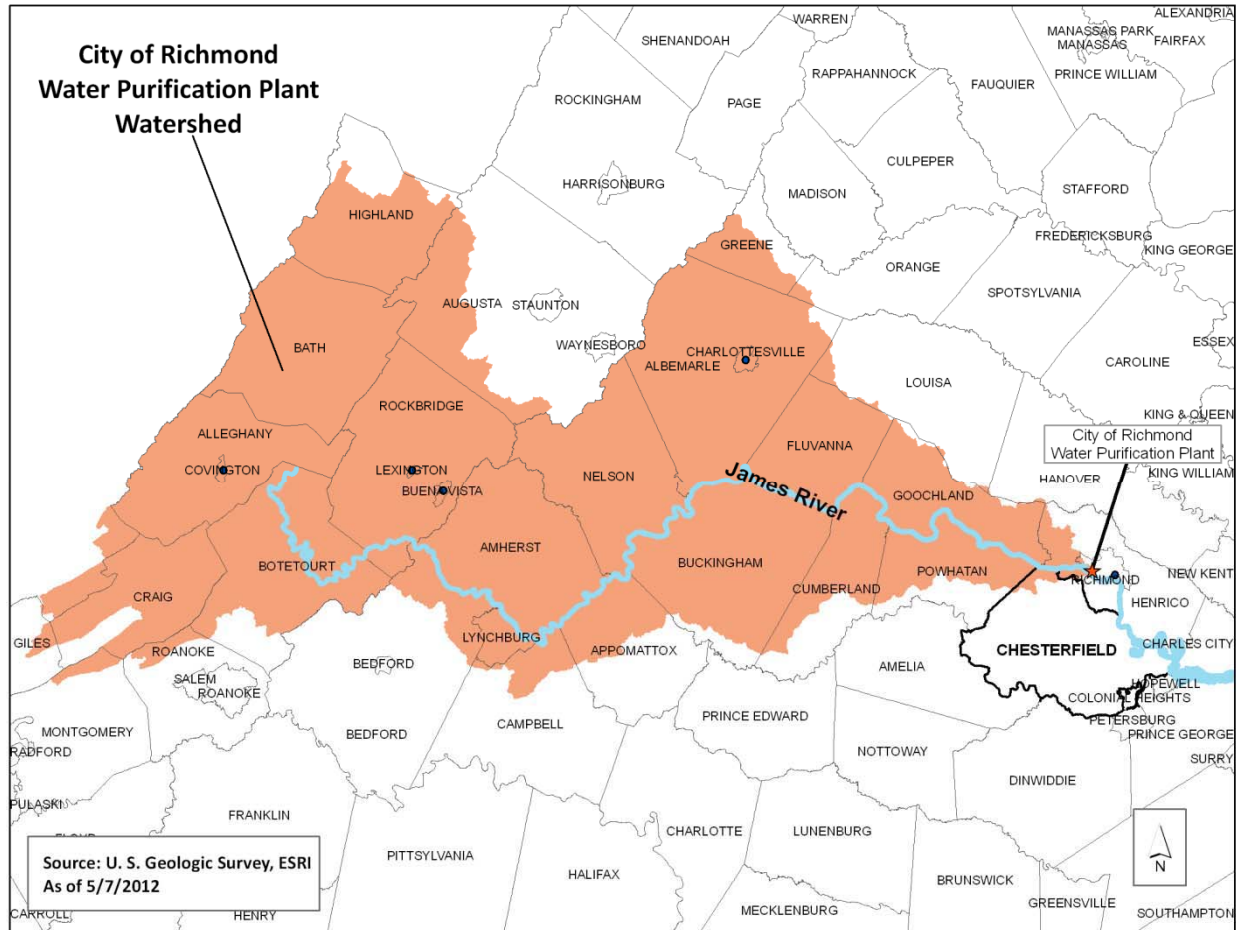 City of Richmond
Water Purification Plant
Watershed
WARREN
ALEXANDRIA
MANASSAS PARK
MANASSAS
FAIRFAX
SHENANDOAH
RAPPAHANNOCK
FAUQUIER
PRINCE WILLIAM
ROCKINGHAM
PAGE
CULPEPER
HARRISONBURG
MADISON
STAFFORD
HIGHLAND
FREDERICKSBURG
KING GEORGE
GREENE
ORANGE
SPOTSYLVANIA
AUGUSTA
STAUNTON
WAYNESBORO
ESSEX
BATH
CHARLOTTESVILLE
ALBEMARLE
CAROLINE
LOUISA
ROCKBRIDGE
KING & QUEEN
ALLEGHANY
City of Richmond
Water Purification Plant
FLUVANNA
COVINGTON
LEXINGTON
BUENA VISTA
NELSON
James River
KING WILLIAM
HANOVER
GOOCHLAND
AMHERST
BUCKINGHAM
BOTETOURT
POWHATAN
RICHMOND
NEW KENT
CUMBERLAND
HENRICO
CRAIG
GILES
LYNCHBURG
APPOMATTOX
CHARLES CITY
CHESTERFIELD
ROANOKE
BEDFORD
AMELIA
SALEM
ROANOKE
HOPEWELL
COLONIAL HEIGHTS
CAMPBELL
PRINCE EDWARD
PETERSBURG
PRINCE GEORGE
MONTGOMERY
BEDFORD
NOTTOWAY
RADFORD
SURRY
DINWIDDIE
PULASKI
FRANKLIN
CHARLOTTE
LUNENBURG
PITTSYLVANIA
HALIFAX
N
Source: U. S. Geologic Survey, ESRI
As of 5/7/2012
BRUNSWICK
GREENSVILLE
MECKLENBURG
SOUTHAMPTON
CARROLL
HENRY